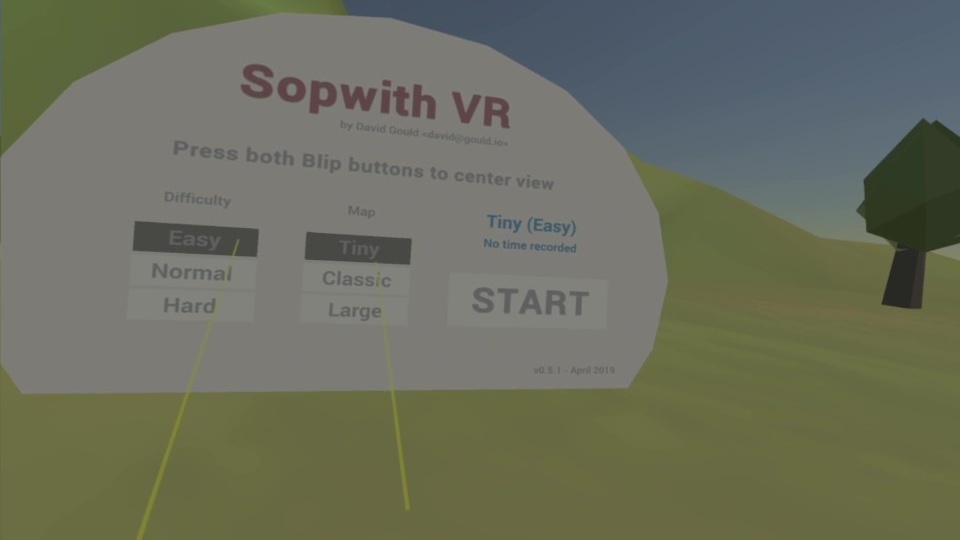 Sopwith VR
by David Gould <david@gould.io>
Press both Blip buttons to center view
Difficulty
Easy
Normal
Hard
Map
Tiny
Classic
Large
Tiny (Easy)
No time recorded
START
v0.5.1 - April 2019